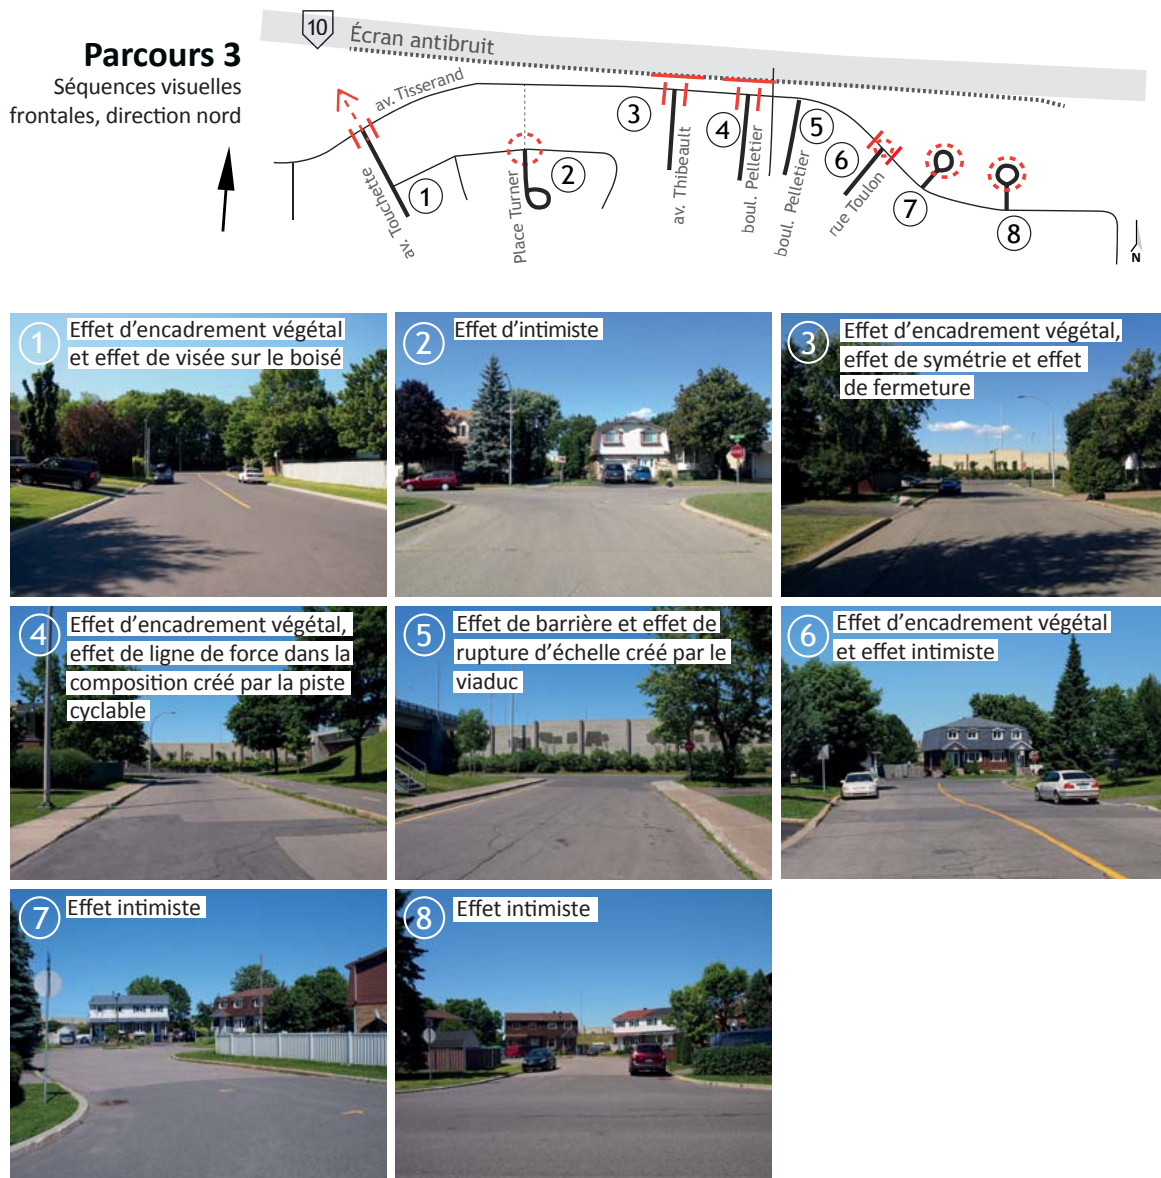 Parcours 3
Séquences visuelles
frontales, direction nord
10
Écran antibruit
av. Tisserand
av. Touchette
Place Turner
av. Thibeault
boul. Pelletier
boul. Pelletier
rue Toulon
1
2
3
4
5
6
7
8
N
1
Effet d'encadrement végétal
et effet de visée sur le boisé
2
Effet d'intimiste
3
Effet d'encadrement végétal,
effet de symétrie et effet
de fermeture
4
Effet d'encadrement végétal,
effet de ligne de force dans la
composition créé par la piste
cyclable
5
Effet de barrière et effet de
rupture d'échelle créé par le
viaduc
6
Effet d'encadrement végétal
et effet intimiste
7
Effet intimiste
8
Effet intimiste